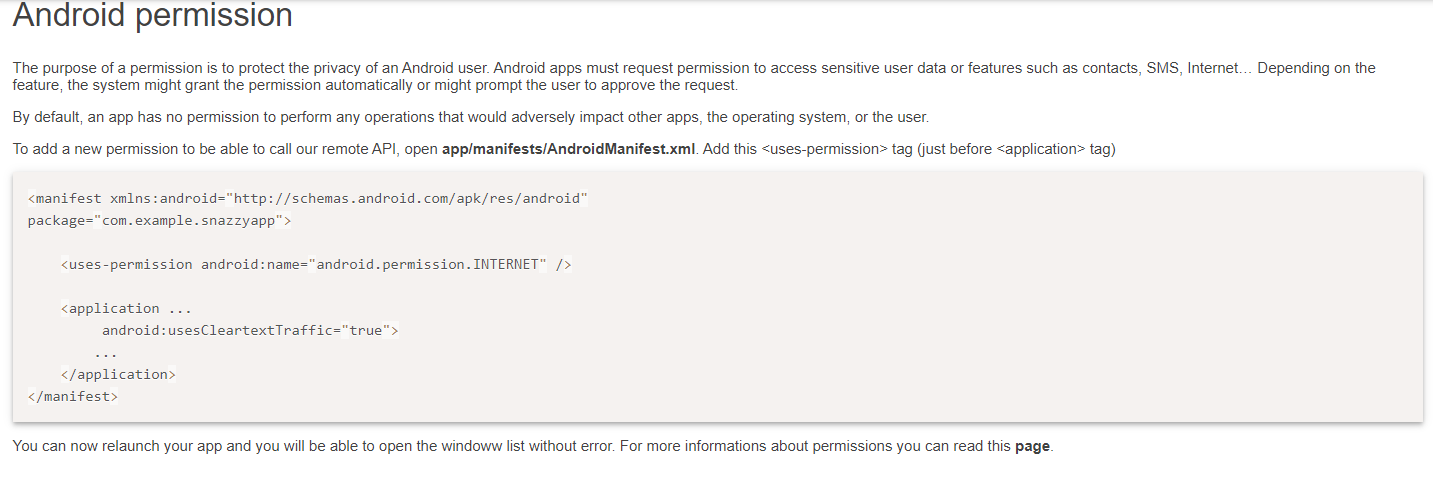 Android permission
The purpose of a permission is to protect the privacy of an Android user. Android apps must request permission to access sensitive user data or features such as contacts, SMS, Internet… Depending on the
feature, the system might grant the permission automatically or might prompt the user to approve the request.
By default, an app has no permission to perform any operations that would adversely impact other apps, the operating system, or the user.
To add a new permission to be able to call our remote API, open app/manifests/AndroidManifest.xml. Add this <uses-permission> tag (just before <application> tag)
<manifest xmlns:android="http://schemas.android.com/apk/res/android"
package="com.example.snazzyapp">
    <uses-permission android:name="android.permission.INTERNET" />
    <application ...
         android:usesCleartextTraffic="true">
        ...
    </application>
</manifest>
You can now relaunch your app and you will be able to open the windoww list without error. For more informations about permissions you can read this page.